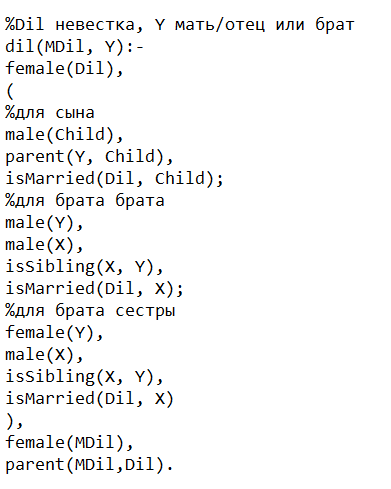 %Dil невестка, Y мать/отец или брат
dil(MDil, Y):-
female(Dil),
(
%для сына
male(Child),
parent(Y, Child),
isMarried(Dil, Child);
%для брата брата
male(Y),
male(X),
isSibling(X, Y),
isMarried(Dil, X);
%для брата сестры
female(Y),
male(X),
isSibling(X, Y),
isMarried(Dil, X)
),
female(MDil),
parent(MDil,Dil).